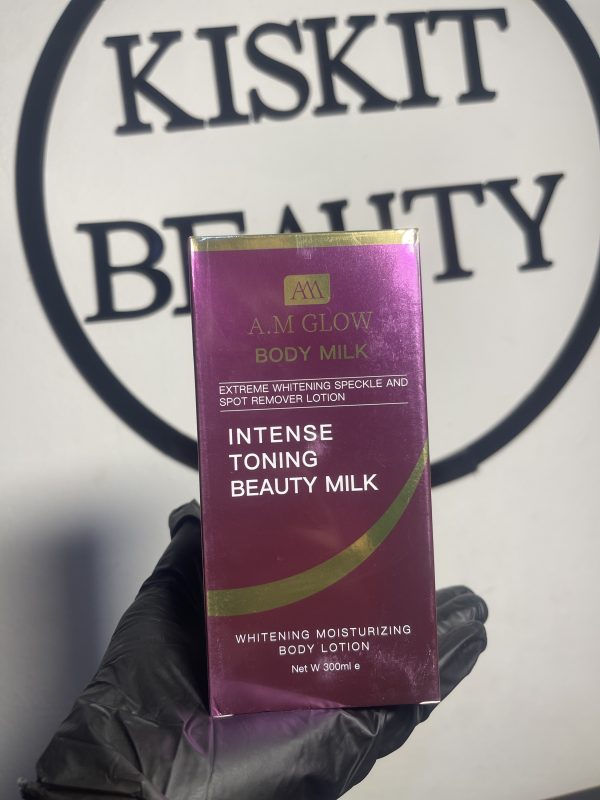 KISKIT
BEAUTY
AM
A.M GLOW
BODY MILK
EXTREME WHITENING SPECKLE AND
SPOT REMOVER LOTION
INTENSE
TONING
BEAUTY MILK
WHITENING MOISTURIZING
BODY LOTION
Net W 300ml e